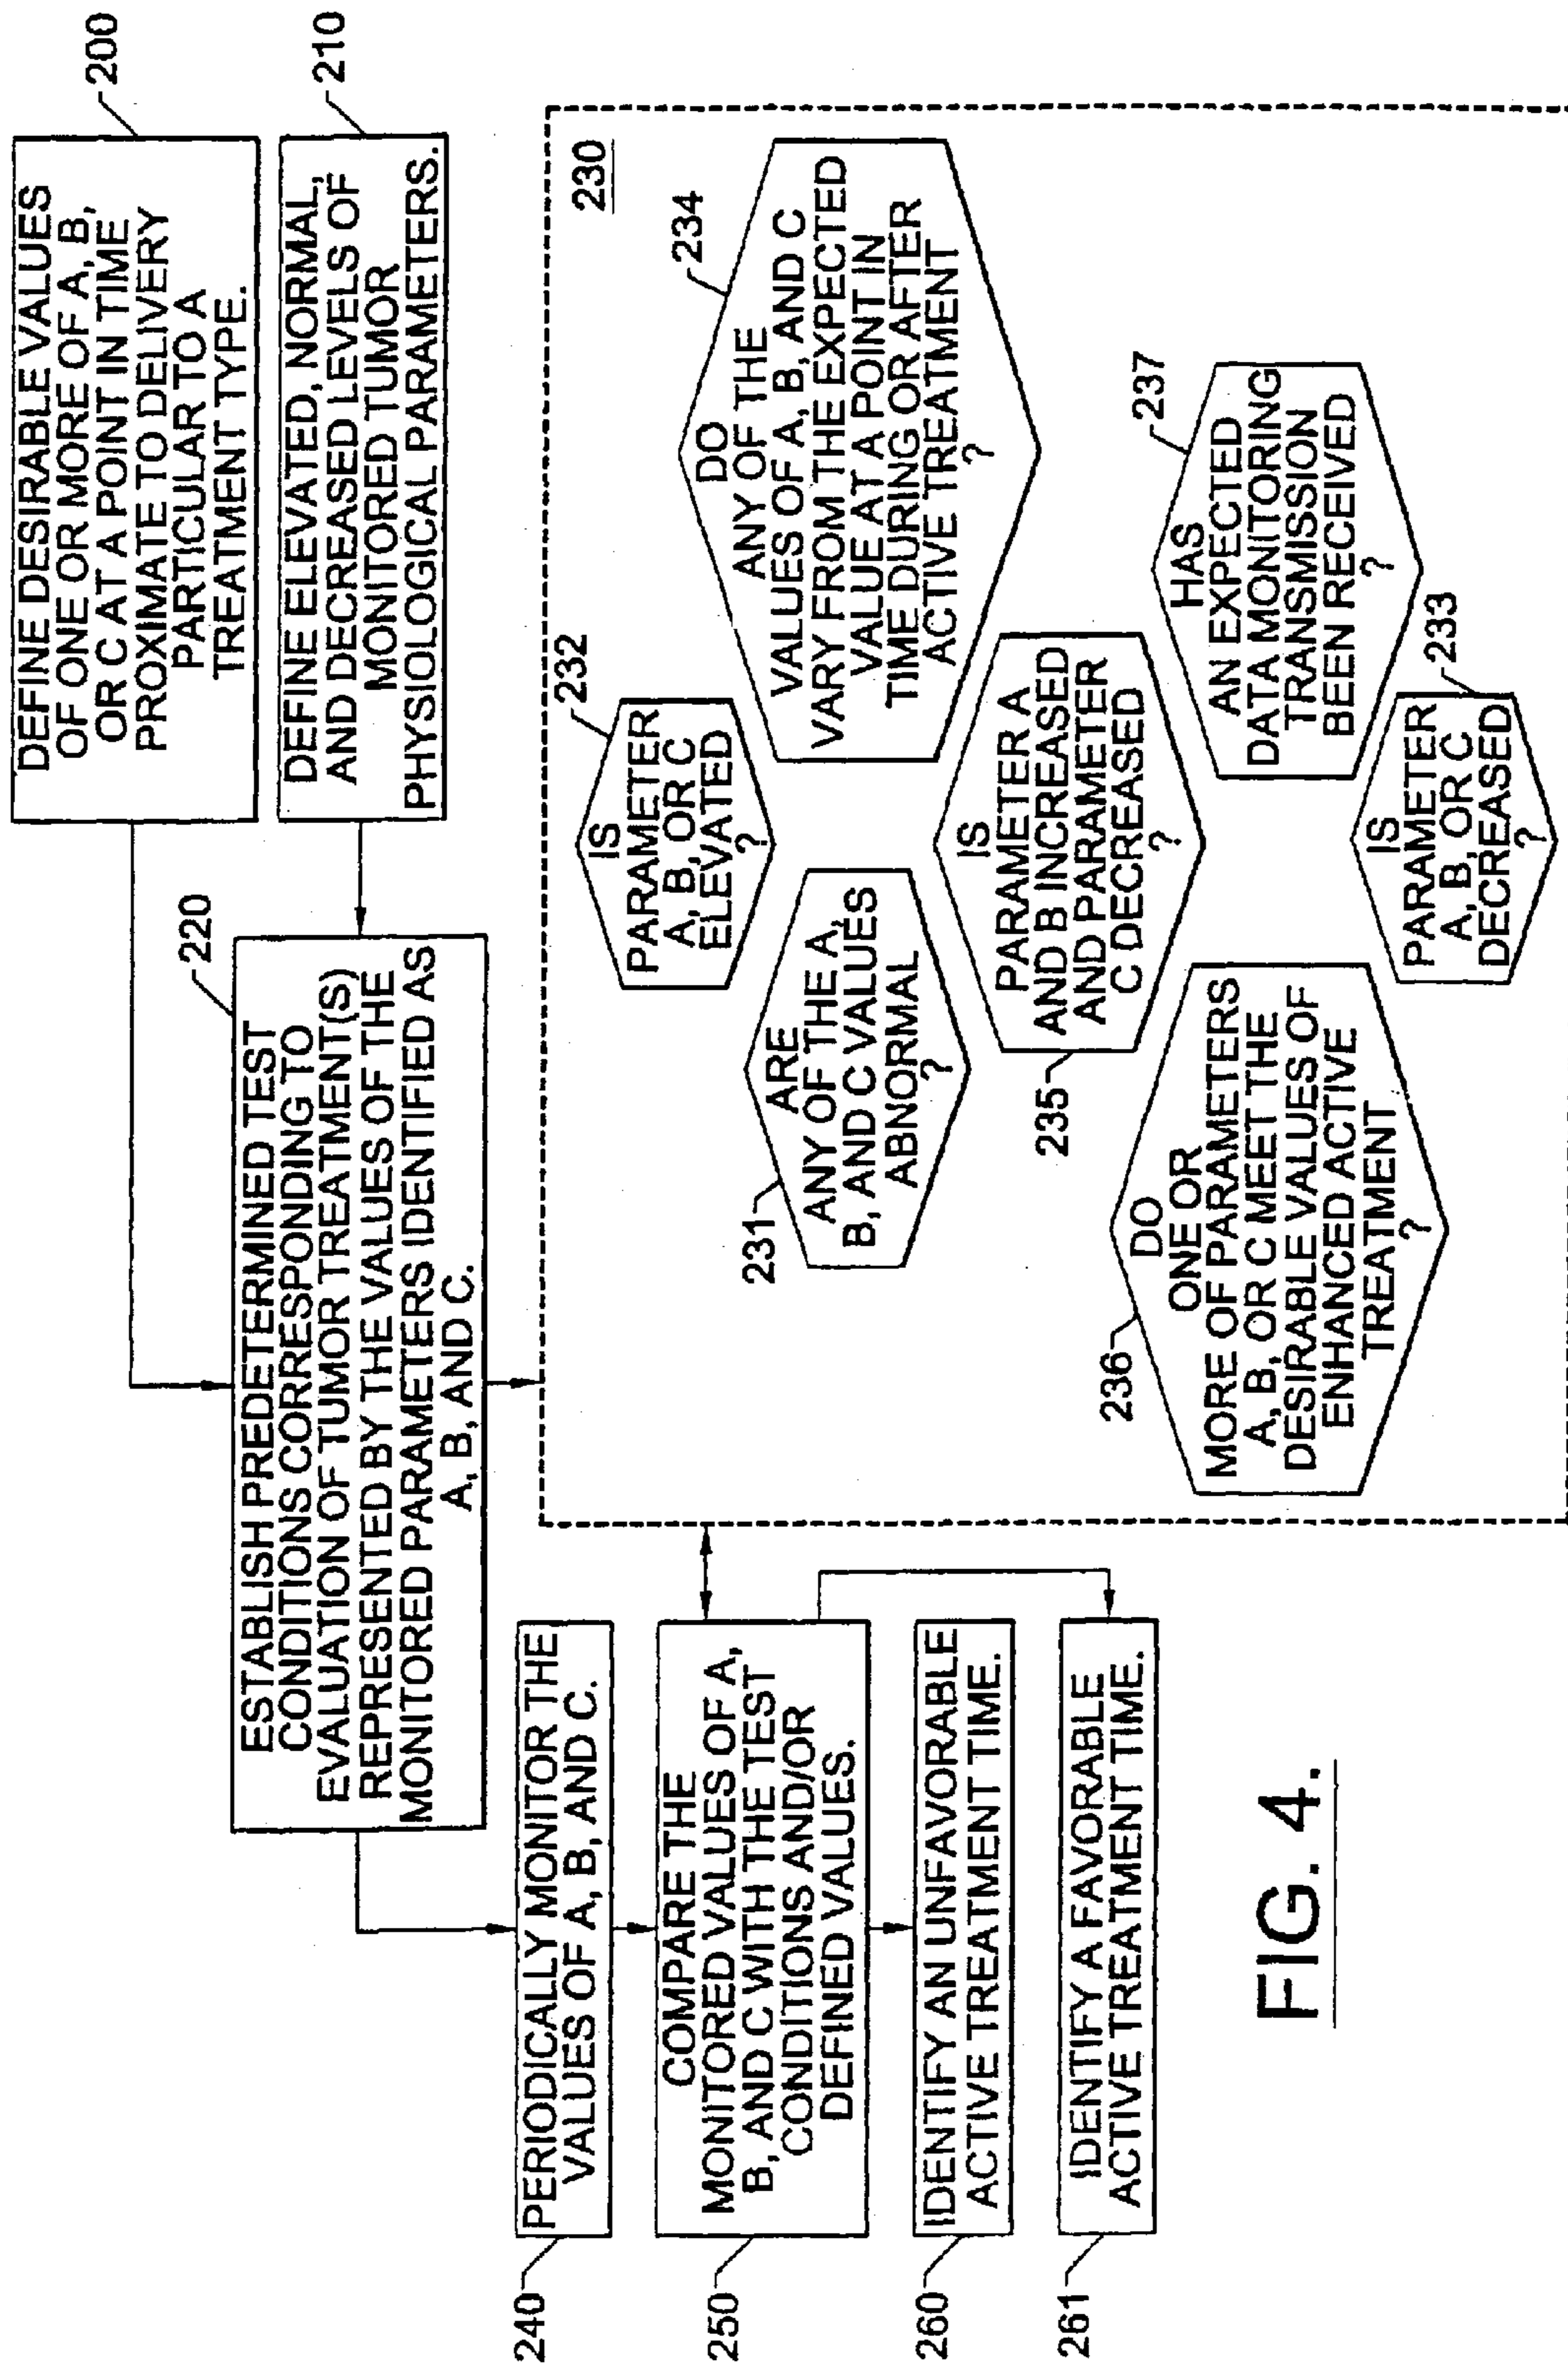 DEFINE DESIRABLE VALUES
OF ONE OR MORE OF A, B,
OR C AT A POINT IN TIME
PROXIMATE TO DELIVERY
PARTICULAR TO A
TREATMENT TYPE.
200
DEFINE ELEVATED, NORMAL,
AND DECREASED LEVELS OF
MONITORED TUMOR
PHYSIOLOGICAL PARAMETERS.
210
220
ESTABLISH PREDETERMINED TEST
CONDITIONS CORRESPONDING TO
EVALUATION OF TUMOR TREATMENT(S)
REPRESENTED BY THE VALUES OF THE
MONITORED PARAMETERS IDENTIFIED AS
A, B, AND C.
240
PERIODICALLY MONITOR THE
VALUES OF A, B, AND C.
250
COMPARE THE
MONITORED VALUES OF A,
B, AND C WITH THE TEST
CONDITIONS AND/OR
DEFINED VALUES.
260
IDENTIFY AN UNFAVORABLE
ACTIVE TREATMENT TIME.
261
IDENTIFY A FAVORABLE
ACTIVE TREATMENT TIME.
230
231
ARE
ANY OF THE A,
B, AND C VALUES
ABNORMAL
?
232
IS
PARAMETER
A, B, OR C
ELEVATED
?
234
DO
ANY OF THE
VALUES OF A, B, AND C
VARY FROM THE EXPECTED
VALUE AT A POINT IN
TIME DURING OR AFTER
ACTIVE TREATMENT
?
235
IS
PARAMETER A
AND B INCREASED
AND PARAMETER
C DECREASED
?
236
DO
ONE OR
MORE OF PARAMETERS
A, B, OR C MEET THE
DESIRABLE VALUES OF
ENHANCED ACTIVE
TREATMENT
?
237
HAS
AN EXPECTED
DATA MONITORING
TRANSMISSION
BEEN RECEIVED
?
233
IS
PARAMETER
A, B, OR C
DECREASED
?
FIG. 4.